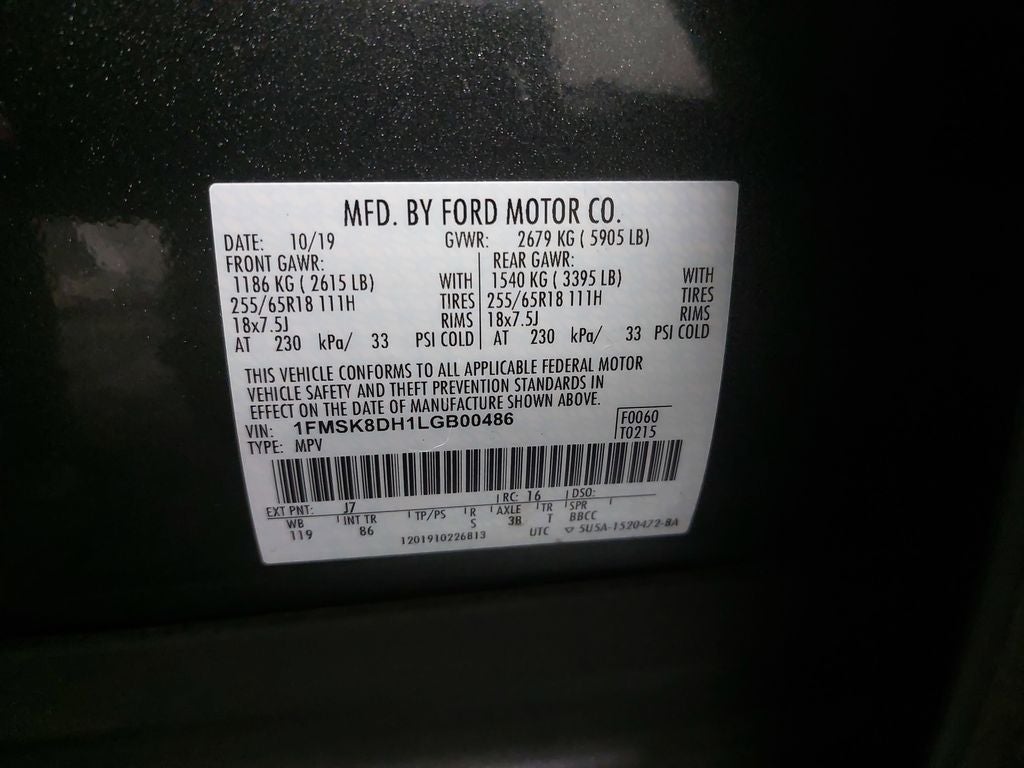 MFD. BY FORD MOTOR CO.
DATE: 10/19 GVWR: 2679 KG ( 5905 LB)
FRONT GAWR: REAR GAWR:
1186 KG ( 2615 LB) WITH 1540 KG ( 3395 LB) WITH
255/65R18 111H TIRES 255/65R18 111H TIRES
18x7.5J RIMS 18x7.5J RIMS
AT 230 kPa/ 33 PSI COLD AT 230 kPa/ 33 PSI COLD
THIS VEHICLE CONFORMS TO ALL APPLICABLE FEDERAL MOTOR
VEHICLE SAFETY AND THEFT PREVENTION STANDARDS IN
EFFECT ON THE DATE OF MANUFACTURE SHOWN ABOVE.
VIN: 1FMSK8DH1LGB00486 F0060
TYPE: MPV T0215
EXT PNT: J7 RC: 16 DSO:
WB INT TR TP/PS R AXLE TR SPR
119 86 S 3B T BBCC
1201910226813 UTC 5U5A-1520472-BA